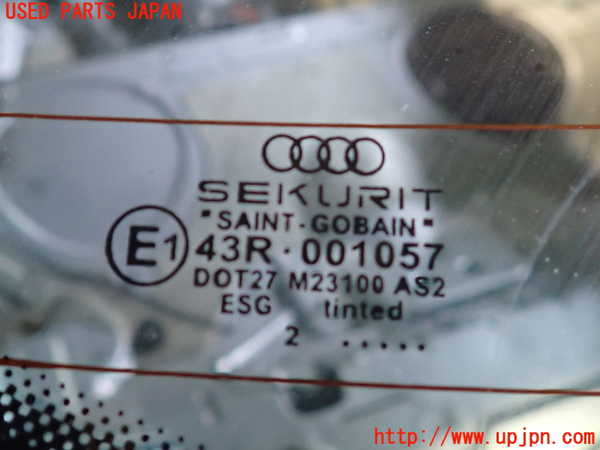 USED PARTS JAPAN
SEKURIT
"SAINT-GOBAIN"
E1 43R · 001057
DOT27 M23100 AS2
ESG tinted
2 .....
http://www.upjpn.com/